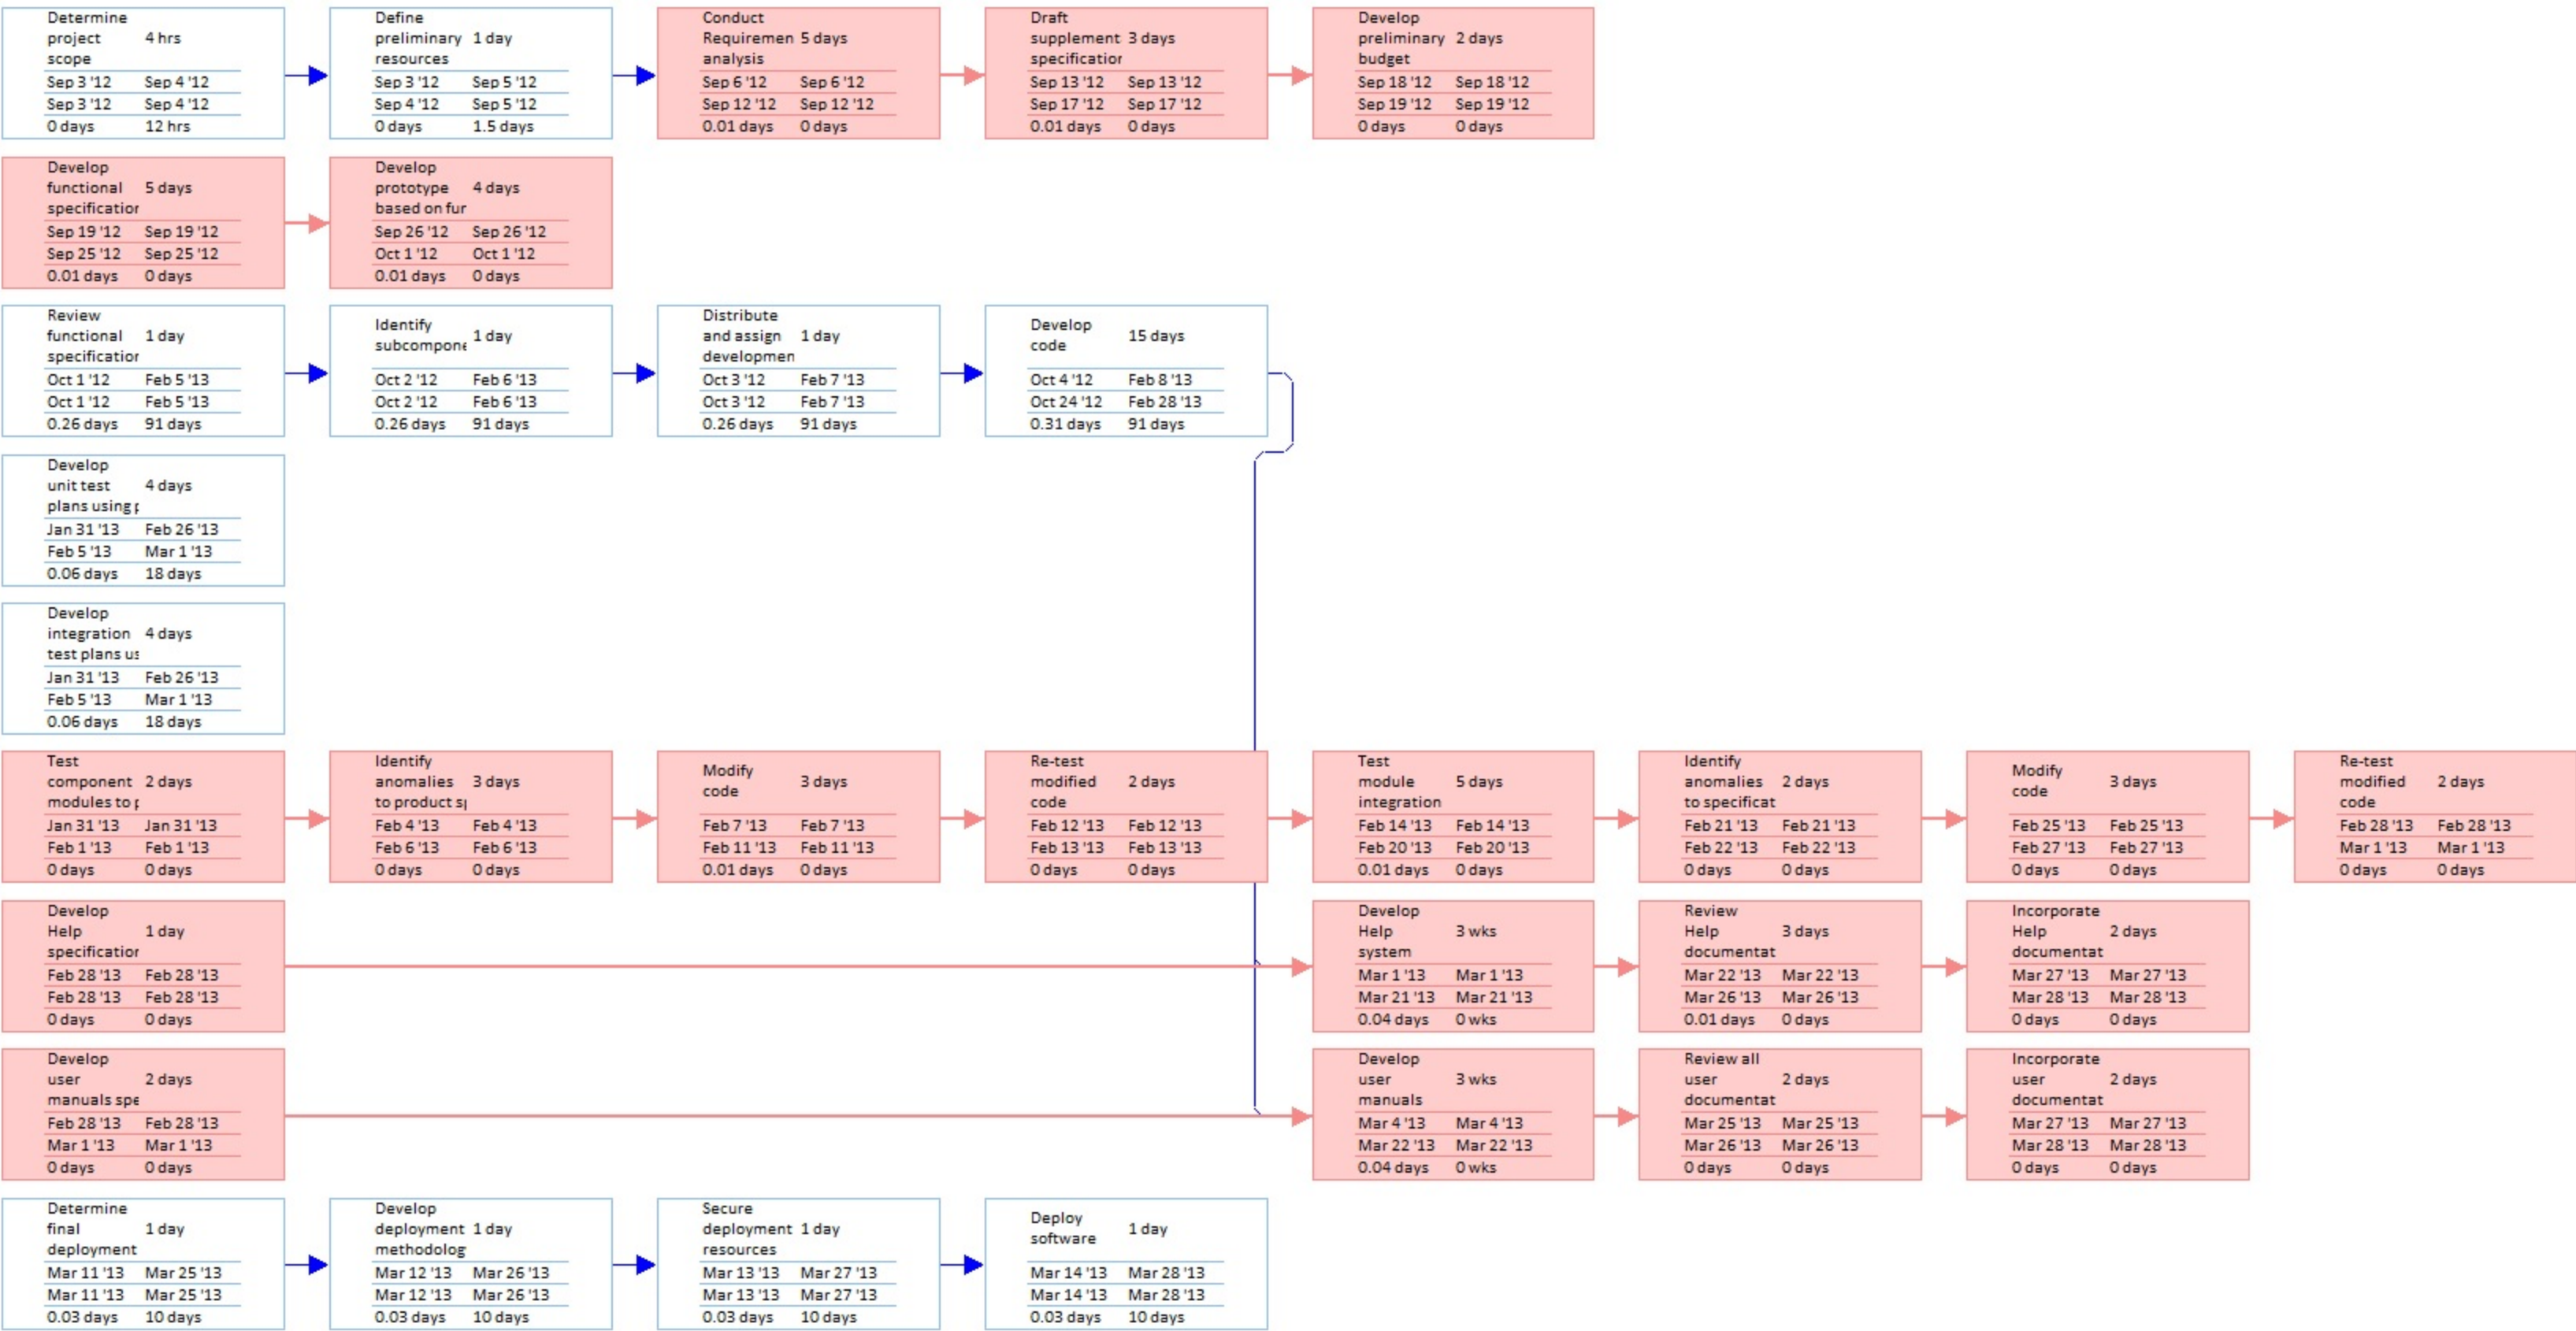 Determine
project 4 hrs
scope
Sep 3 '12 Sep 4 '12
Sep 3 '12 Sep 4 '12
0 days 12 hrs
Define
preliminary 1 day
resources
Sep 3 '12 Sep 5 '12
Sep 4 '12 Sep 5 '12
0 days 1.5 days
Conduct
Requiremen 5 days
analysis
Sep 6 '12 Sep 6 '12
Sep 12 '12 Sep 12 '12
0.01 days 0 days
Draft
supplement 3 days
specification
Sep 13 '12 Sep 13 '12
Sep 17 '12 Sep 17 '12
0.01 days 0 days
Develop
preliminary 2 days
budget
Sep 18 '12 Sep 18 '12
Sep 19 '12 Sep 19 '12
0 days 0 days
Develop
functional 5 days
specification
Sep 19 '12 Sep 19 '12
Sep 25 '12 Sep 25 '12
0.01 days 0 days
Develop
prototype 4 days
based on fur
Sep 26 '12 Sep 26 '12
Oct 1 '12 Oct 1 '12
0.01 days 0 days
Review
functional 1 day
specification
Oct 1 '12 Feb 5 '13
Oct 1 '12 Feb 5 '13
0.26 days 91 days
Identify 1 day
subcompone
Oct 2 '12 Feb 6 '13
Oct 2 '12 Feb 6 '13
0.26 days 91 days
Distribute
and assign 1 day
developmen
Oct 3 '12 Feb 7 '13
Oct 3 '12 Feb 7 '13
0.26 days 91 days
Develop 15 days
code
Oct 4 '12 Feb 8 '13
Oct 24 '12 Feb 28 '13
0.31 days 91 days
Develop
unit test 4 days
plans using p
Jan 31 '13 Feb 26 '13
Feb 5 '13 Mar 1 '13
0.06 days 18 days
Develop
integration 4 days
test plans us
Jan 31 '13 Feb 26 '13
Feb 5 '13 Mar 1 '13
0.06 days 18 days
Test
component 2 days
modules to p
Jan 31 '13 Jan 31 '13
Feb 1 '13 Feb 1 '13
0 days 0 days
Identify
anomalies 3 days
to product sp
Feb 4 '13 Feb 4 '13
Feb 6 '13 Feb 6 '13
0 days 0 days
Modify 3 days
code
Feb 7 '13 Feb 7 '13
Feb 11 '13 Feb 11 '13
0.01 days 0 days
Re-test
modified 2 days
code
Feb 12 '13 Feb 12 '13
Feb 13 '13 Feb 13 '13
0 days 0 days
Test
module 5 days
integration
Feb 14 '13 Feb 14 '13
Feb 20 '13 Feb 20 '13
0.01 days 0 days
Identify
anomalies 2 days
to specificat
Feb 21 '13 Feb 21 '13
Feb 22 '13 Feb 22 '13
0 days 0 days
Modify 3 days
code
Feb 25 '13 Feb 25 '13
Feb 27 '13 Feb 27 '13
0 days 0 days
Re-test
modified 2 days
code
Feb 28 '13 Feb 28 '13
Mar 1 '13 Mar 1 '13
0 days 0 days
Develop
Help 1 day
specification
Feb 28 '13 Feb 28 '13
Feb 28 '13 Feb 28 '13
0 days 0 days
Develop
Help 3 wks
system
Mar 1 '13 Mar 1 '13
Mar 21 '13 Mar 21 '13
0.04 days 0 wks
Review
Help 3 days
documentat
Mar 22 '13 Mar 22 '13
Mar 26 '13 Mar 26 '13
0.01 days 0 days
Incorporate
Help 2 days
documentat
Mar 27 '13 Mar 27 '13
Mar 28 '13 Mar 28 '13
0 days 0 days
Develop
user 2 days
manuals spe
Feb 28 '13 Feb 28 '13
Mar 1 '13 Mar 1 '13
0 days 0 days
Develop
user 3 wks
manuals
Mar 4 '13 Mar 4 '13
Mar 22 '13 Mar 22 '13
0.04 days 0 wks
Review all
user 2 days
documentat
Mar 25 '13 Mar 25 '13
Mar 26 '13 Mar 26 '13
0 days 0 days
Incorporate
user 2 days
documentat
Mar 27 '13 Mar 27 '13
Mar 28 '13 Mar 28 '13
0 days 0 days
Determine
final 1 day
deployment
Mar 11 '13 Mar 25 '13
Mar 11 '13 Mar 25 '13
0.03 days 10 days
Develop
deployment 1 day
methodolog
Mar 12 '13 Mar 26 '13
Mar 12 '13 Mar 26 '13
0.03 days 10 days
Secure
deployment 1 day
resources
Mar 13 '13 Mar 27 '13
Mar 13 '13 Mar 27 '13
0.03 days 10 days
Deploy 1 day
software
Mar 14 '13 Mar 28 '13
Mar 14 '13 Mar 28 '13
0.03 days 10 days